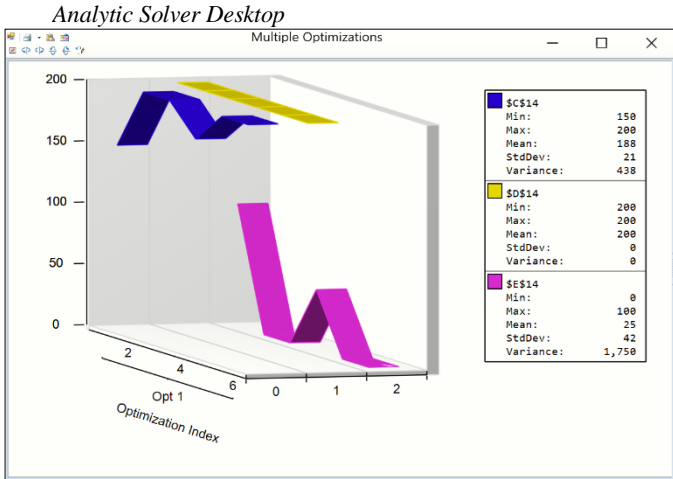 Analytic Solver Desktop
Multiple Optimizations
200
150
100
50
0
2
4
6
Opt 1
Optimization Index
0
1
2
$C$14
Min: 150
Max: 200
Mean: 188
StdDev: 21
Variance: 438
$D$14
Min: 200
Max: 200
Mean: 200
StdDev: 0
Variance: 0
$E$14
Min: 0
Max: 100
Mean: 25
StdDev: 42
Variance: 1,750